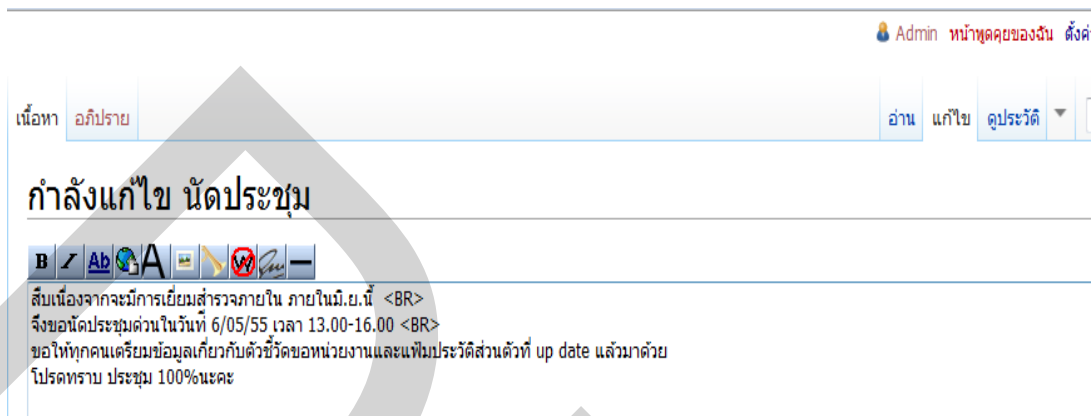 Admin หน้าพูดคุยของฉัน ตั้งค่
เนื้อหา อภิปราย อ่าน แก้ไข ดูประวัติ
กำลังแก้ไข นัดประชุม
B I Ab A W
สืบเนื่องจากจะมีการเยี่ยมสำรวจภายใน ภายในมิ.ย.นี้ <BR>
จึงขอนัดประชุมด่วนในวันที่ 6/05/55 เวลา 13.00-16.00 <BR>
ขอให้ทุกคนเตรียมข้อมูลเกี่ยวกับตัวชี้วัดขอหน่วยงานและแฟ้มประวัติส่วนตัวที่ up date แล้วมาด้วย
โปรดทราบ ประชุม 100%นะคะ